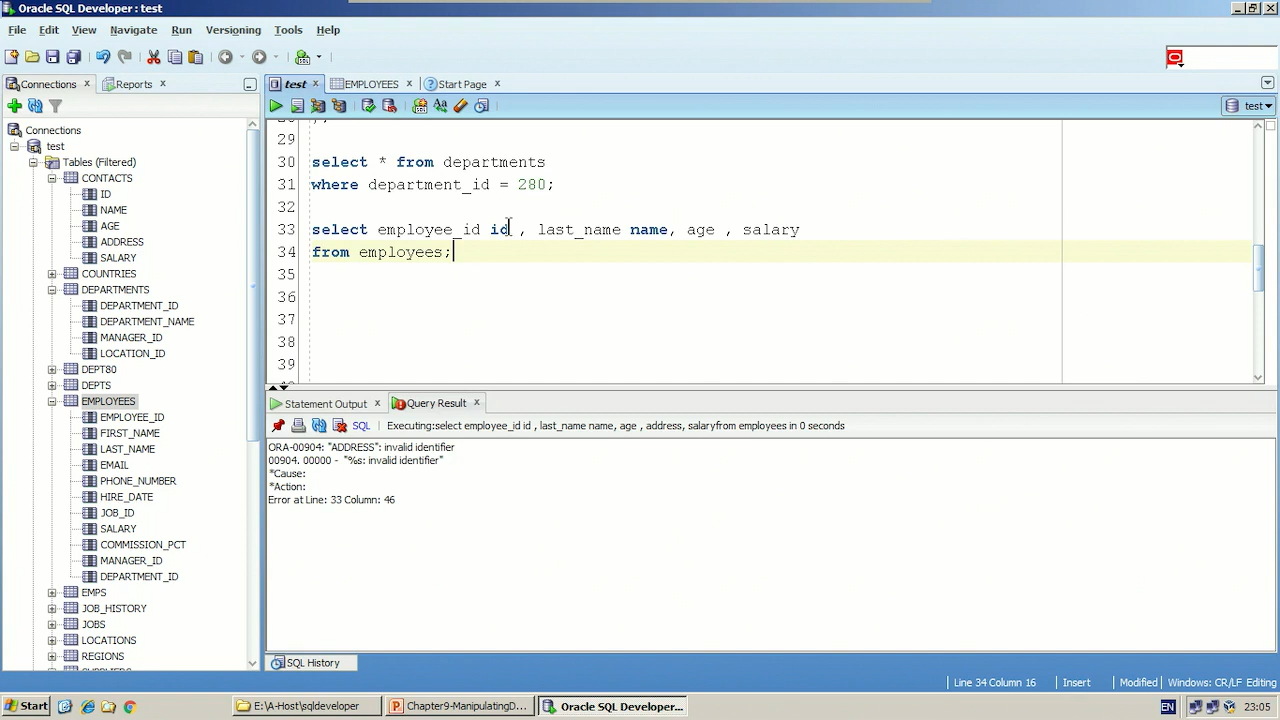 Oracle SQL Developer : test
File Edit View Navigate Run Versioning Tools Help
Connections Reports
test EMPLOYEES Start Page
test
Connections
test
Tables (Filtered)
CONTACTS
ID
NAME
AGE
ADDRESS
SALARY
COUNTRIES
DEPARTMENTS
DEPARTMENT_ID
DEPARTMENT_NAME
MANAGER_ID
LOCATION_ID
DEPT80
DEPTS
EMPLOYEES
EMPLOYEE_ID
FIRST_NAME
LAST_NAME
EMAIL
PHONE_NUMBER
HIRE_DATE
JOB_ID
SALARY
COMMISSION_PCT
MANAGER_ID
DEPARTMENT_ID
EMPS
JOB_HISTORY
JOBS
LOCATIONS
REGIONS
29
30 select * from departments
31 where department_id = 280;
32
33 select employee_id id , last_name name, age , salary
34 from employees;
35
36
37
38
39
Statement Output Query Result
SQL Executing:select employee_id id , last_name name, age , address, salaryfrom employees in 0 seconds
ORA-00904: "ADDRESS": invalid identifier
00904. 00000 - "%s: invalid identifier"
*Cause:
*Action:
Error at Line: 33 Column: 46
SQL History
Line 34 Column 16 Insert Modified Windows: CR/LF Editing
Start E:\A-Host\sqldeveloper Chapter9-ManipulatingD... Oracle SQL Developer... EN 23:05